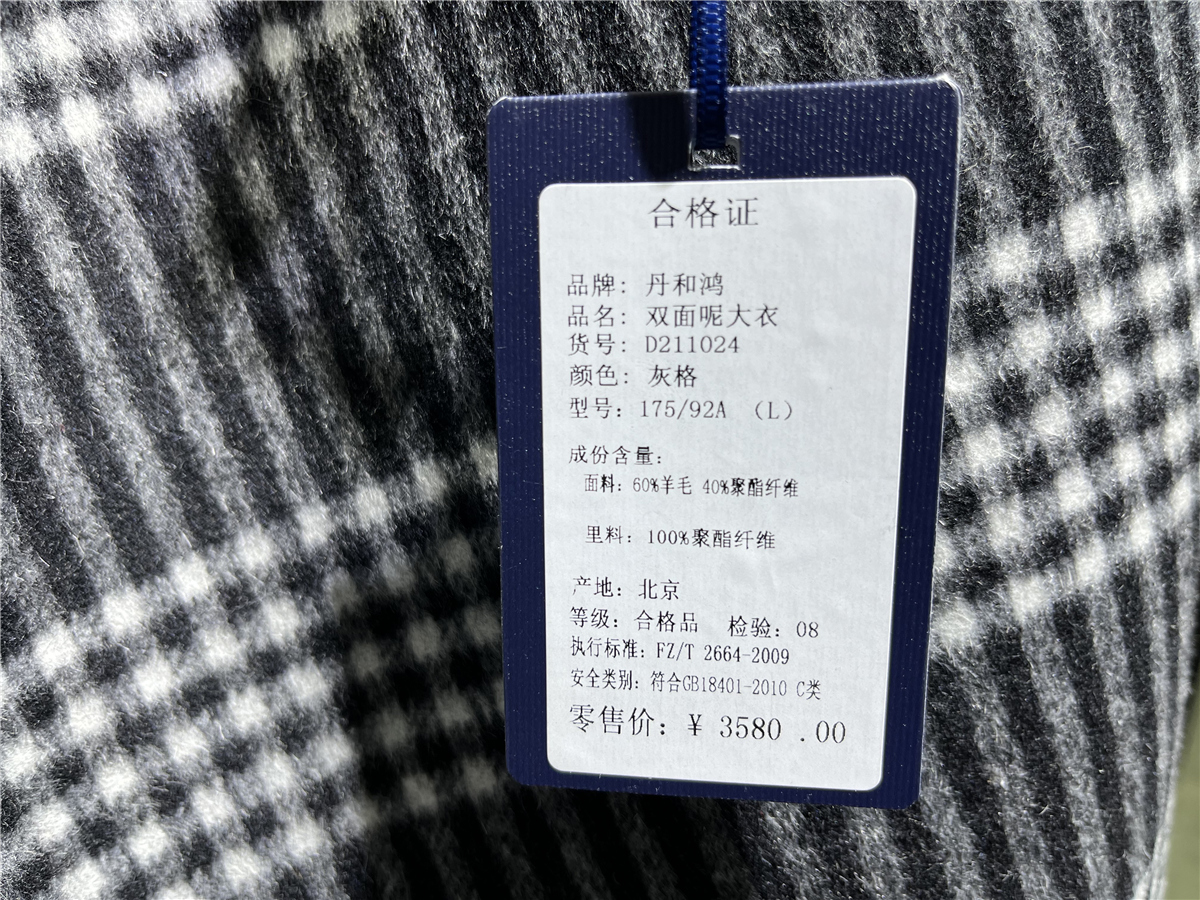 合格证
品牌: 丹和鸿
品名: 双面呢大衣
货号: D211024
颜色: 灰格
型号: 175/92A （L）
成份含量:
面料: 60%羊毛 40%聚酯纤维
里料: 100%聚酯纤维
产地: 北京
等级: 合格品 检验: 08
执行标准: FZ/T 2664-2009
安全类别: 符合GB18401-2010 C类
零售价: ¥ 3580 .00